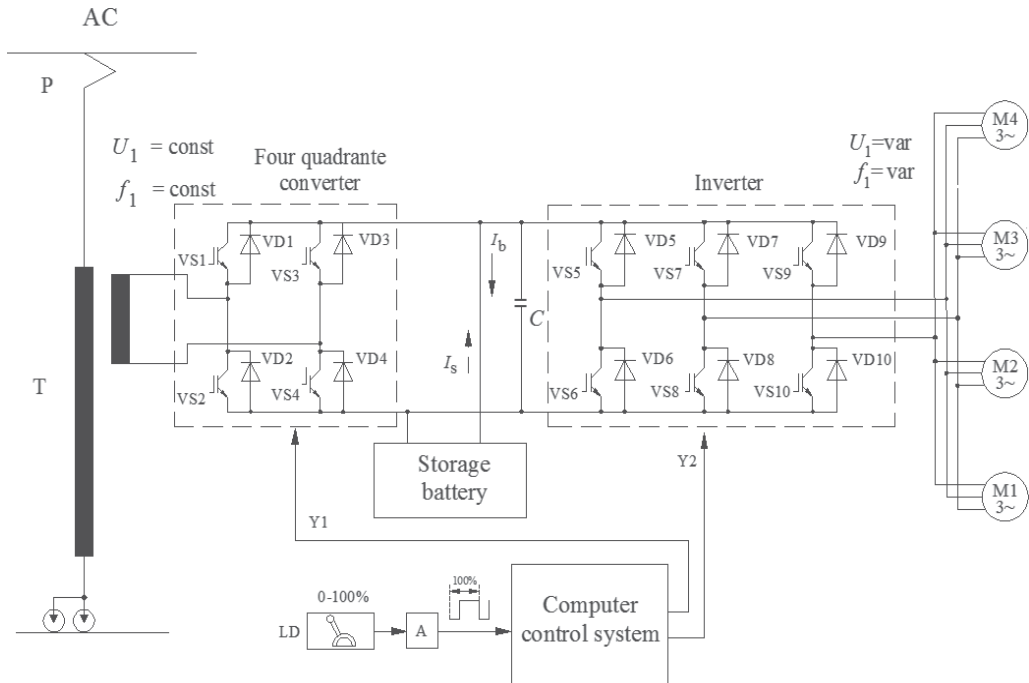 AC
P
U1 = const
f1 = const
Four quadrante
converter
Inverter
U1=var
f1=var
M4
3~
M3
3~
M2
3~
M1
3~
VD1
VD3
VS1
VS3
VD2
VD4
VS2
VS4
Ib
C
Is
VD5
VD7
VD9
VS5
VS7
VS9
VD6
VD8
VD10
VS6
VS8
VS10
T
Storage
battery
Y1
Y2
0-100%
LD
A
100%
Computer
control system